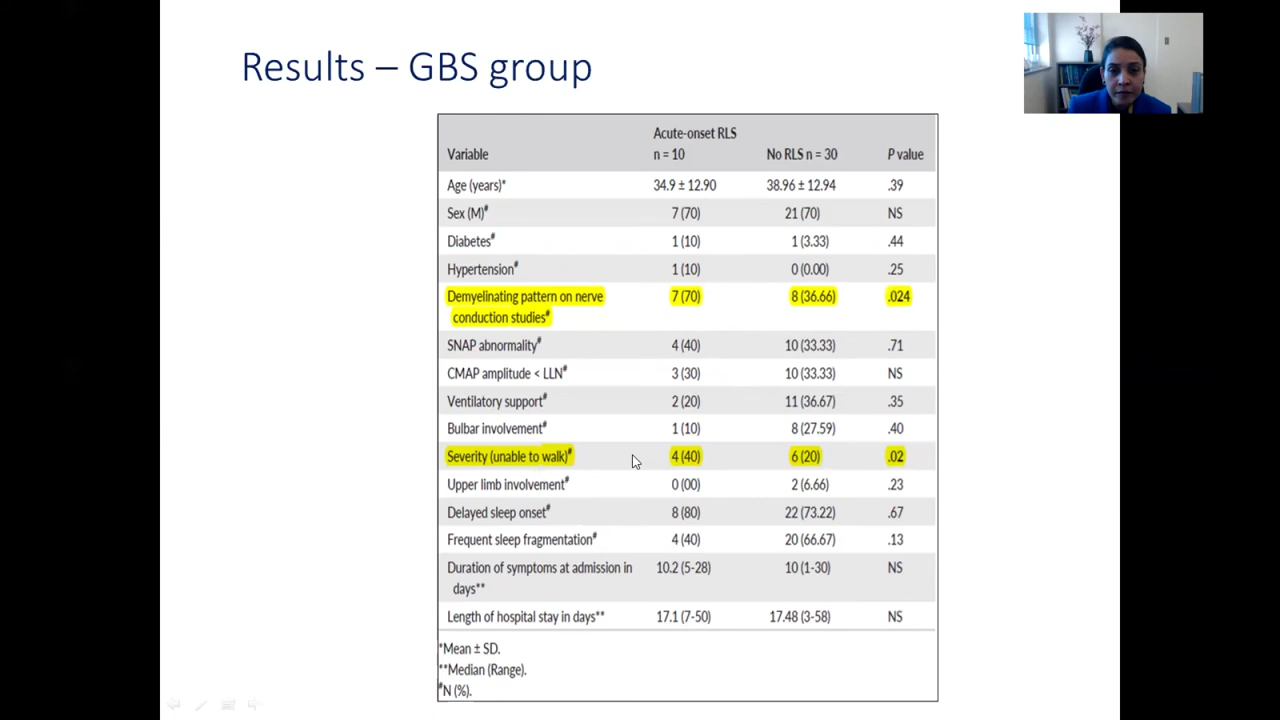 Results – GBS group
Acute-onset RLS
Variable n = 10 No RLS n = 30 P value
Age (years)* 34.9 ± 12.90 38.96 ± 12.94 .39
Sex (M)# 7 (70) 21 (70) NS
Diabetes# 1 (10) 1 (3.33) .44
Hypertension# 1 (10) 0 (0.00) .25
Demyelinating pattern on nerve 7 (70) 8 (36.66) .024
conduction studies#
SNAP abnormality# 4 (40) 10 (33.33) .71
CMAP amplitude < LLN# 3 (30) 10 (33.33) NS
Ventilatory support# 2 (20) 11 (36.67) .35
Bulbar involvement# 1 (10) 8 (27.59) .40
Severity (unable to walk)# 4 (40) 6 (20) .02
Upper limb involvement# 0 (00) 2 (6.66) .23
Delayed sleep onset# 8 (80) 22 (73.22) .67
Frequent sleep fragmentation# 4 (40) 20 (66.67) .13
Duration of symptoms at admission in 10.2 (5-28) 10 (1-30) NS
days**
Length of hospital stay in days** 17.1 (7-50) 17.48 (3-58) NS
*Mean ± SD.
**Median (Range).
#N (%).